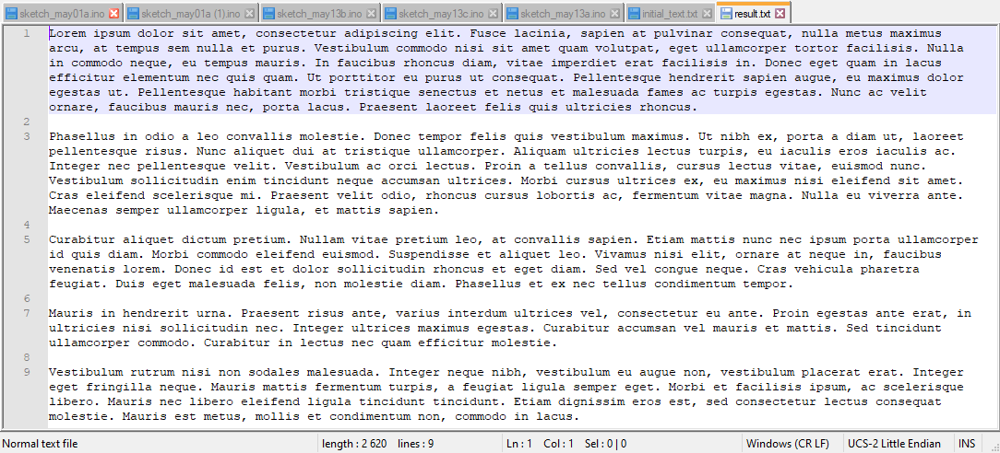 sketch_may01a.ino sketch_may01a (1).ino sketch_may13b.ino sketch_may13c.ino sketch_may13a.ino initial_text.txt result.txt
1 Lorem ipsum dolor sit amet, consectetur adipiscing elit. Fusce lacinia, sapien at pulvinar consequat, nulla metus maximus
arcu, at tempus sem nulla et purus. Vestibulum commodo nisi sit amet quam volutpat, eget ullamcorper tortor facilisis. Nulla
in commodo neque, eu tempus mauris. In faucibus rhoncus diam, vitae imperdiet erat facilisis in. Donec eget quam in lacus
efficitur elementum nec quis quam. Ut porttitor eu purus ut consequat. Pellentesque hendrerit sapien augue, eu maximus dolor
egestas ut. Pellentesque habitant morbi tristique senectus et netus et malesuada fames ac turpis egestas. Nunc ac velit
ornare, faucibus mauris nec, porta lacus. Praesent laoreet felis quis ultricies rhoncus.
2
3 Phasellus in odio a leo convallis molestie. Donec tempor felis quis vestibulum maximus. Ut nibh ex, porta a diam ut, laoreet
pellentesque risus. Nunc aliquet dui at tristique ullamcorper. Aliquam ultricies lectus turpis, eu iaculis eros iaculis ac.
Integer nec pellentesque velit. Vestibulum ac orci lectus. Proin a tellus convallis, cursus lectus vitae, euismod nunc.
Vestibulum sollicitudin enim tincidunt neque accumsan ultrices. Morbi cursus ultrices ex, eu maximus nisi eleifend sit amet.
Cras eleifend scelerisque mi. Praesent velit odio, rhoncus cursus lobortis ac, fermentum vitae magna. Nulla eu viverra ante.
Maecenas semper ullamcorper ligula, et mattis sapien.
4
5 Curabitur aliquet dictum pretium. Nullam vitae pretium leo, at convallis sapien. Etiam mattis nunc nec ipsum porta ullamcorper
id quis diam. Morbi commodo eleifend euismod. Suspendisse et aliquet leo. Vivamus nisi elit, ornare at neque in, faucibus
venenatis lorem. Donec id est et dolor sollicitudin rhoncus et eget diam. Sed vel congue neque. Cras vehicula pharetra
feugiat. Duis eget malesuada felis, non molestie diam. Phasellus et ex nec tellus condimentum tempor.
6
7 Mauris in hendrerit urna. Praesent risus ante, varius interdum ultrices vel, consectetur eu ante. Proin egestas ante erat, in
ultricies nisi sollicitudin nec. Integer ultrices maximus egestas. Curabitur accumsan vel mauris et mattis. Sed tincidunt
ullamcorper commodo. Curabitur in lectus nec quam efficitur molestie.
8
9 Vestibulum rutrum nisi non sodales malesuada. Integer neque nibh, vestibulum eu augue non, vestibulum placerat erat. Integer
eget fringilla neque. Mauris mattis fermentum turpis, a feugiat ligula semper eget. Morbi et facilisis ipsum, ac scelerisque
libero. Mauris nec libero eleifend ligula tincidunt tincidunt. Etiam dignissim eros est, sed consectetur lectus consequat
molestie. Mauris est metus, mollis et condimentum non, commodo in lacus.
Normal text file length : 2 620 lines : 9 Ln : 1 Col : 1 Sel : 0 | 0 Windows (CR LF) UCS-2 Little Endian INS